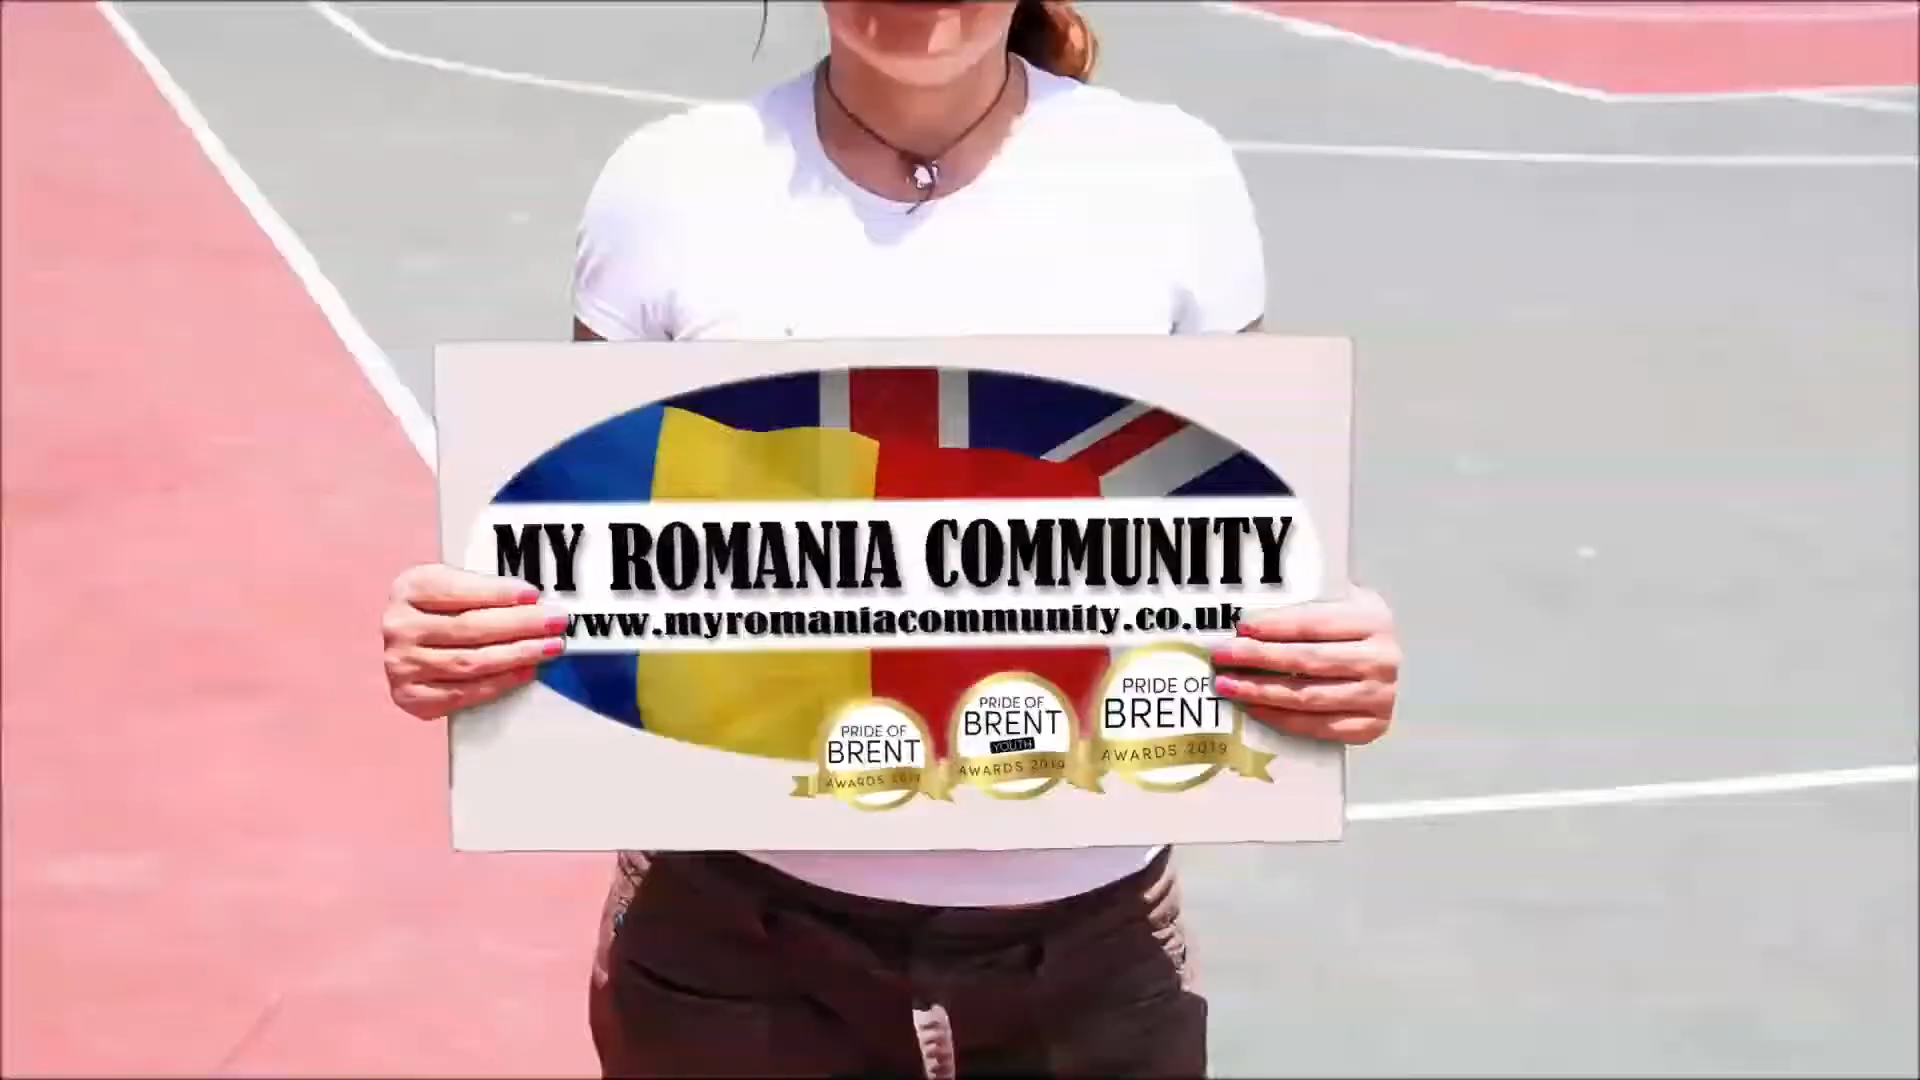 MY ROMANIA COMMUNITY
www.myromaniacommunity.co.uk
PRIDE OF
BRENT
AWARDS
PRIDE OF
BRENT
YOUTH
AWARDS 2019
PRIDE OF
BRENT
AWARDS 2019